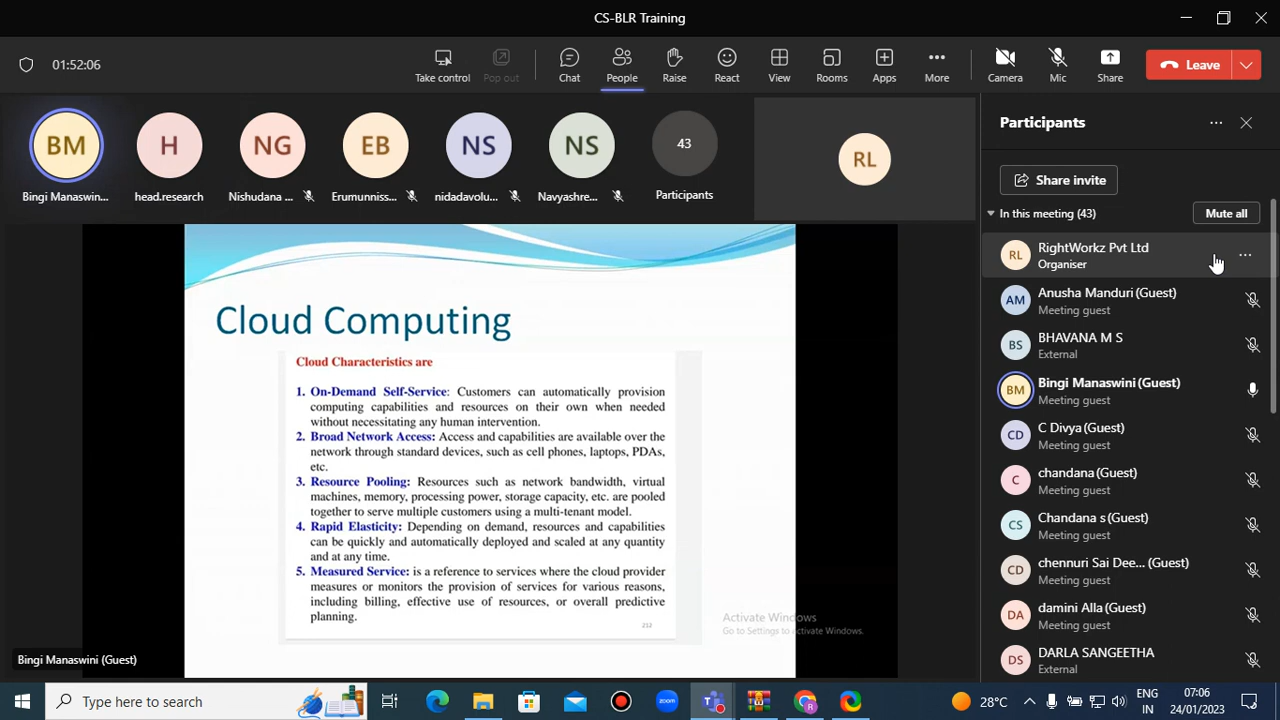 CS-BLR Training
01:52:06
Take control
Pop out
Chat
People
Raise
React
View
Rooms
Apps
More
Camera
Mic
Share
Leave
BM
H
NG
EB
NS
NS
43
RL
Bingi Manaswin...
head.research
Nishudana ...
Erumunniss...
nidadavolu...
Navyashre...
Participants
Cloud Computing
Cloud Characteristics are
1. On-Demand Self-Service: Customers can automatically provision
computing capabilities and resources on their own when needed
without necessitating any human intervention.
2. Broad Network Access: Access and capabilities are available over the
network through standard devices, such as cell phones, laptops, PDAs,
etc.
3. Resource Pooling: Resources such as network bandwidth, virtual
machines, memory, processing power, storage capacity, etc. are pooled
together to serve multiple customers using a multi-tenant model.
4. Rapid Elasticity: Depending on demand, resources and capabilities
can be quickly and automatically deployed and scaled at any quantity
and at any time.
5. Measured Service: is a reference to services where the cloud provider
measures or monitors the provision of services for various reasons,
including billing, effective use of resources, or overall predictive
planning.
212
Activate Windows
Go to Settings to activate Windows.
Bingi Manaswini (Guest)
Participants
Share invite
In this meeting (43)
Mute all
RL
RightWorkz Pvt Ltd
Organiser
AM
Anusha Manduri (Guest)
Meeting guest
BS
BHAVANA M S
External
BM
Bingi Manaswini (Guest)
Meeting guest
CD
C Divya (Guest)
Meeting guest
C
chandana (Guest)
Meeting guest
CS
Chandana s (Guest)
Meeting guest
CD
chennuri Sai Dee... (Guest)
Meeting guest
DA
damini Alla (Guest)
Meeting guest
DS
DARLA SANGEETHA
External
Type here to search
zoom
28°C
ENG
IN
07:06
24/01/2023